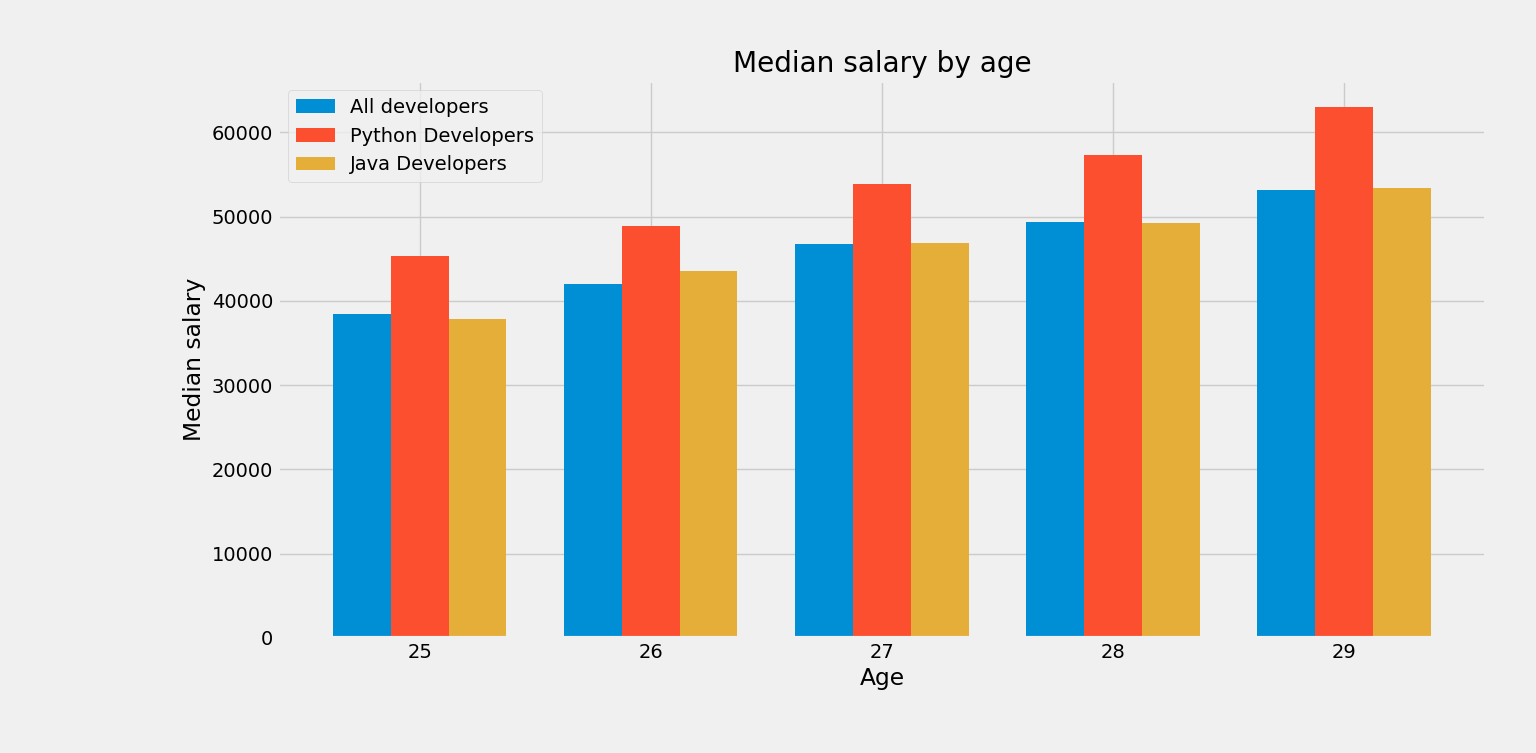 Median salary by age
All developers
Python Developers
Java Developers
60000
50000
40000
30000
20000
10000
0
Median salary
25 26 27 28 29
Age